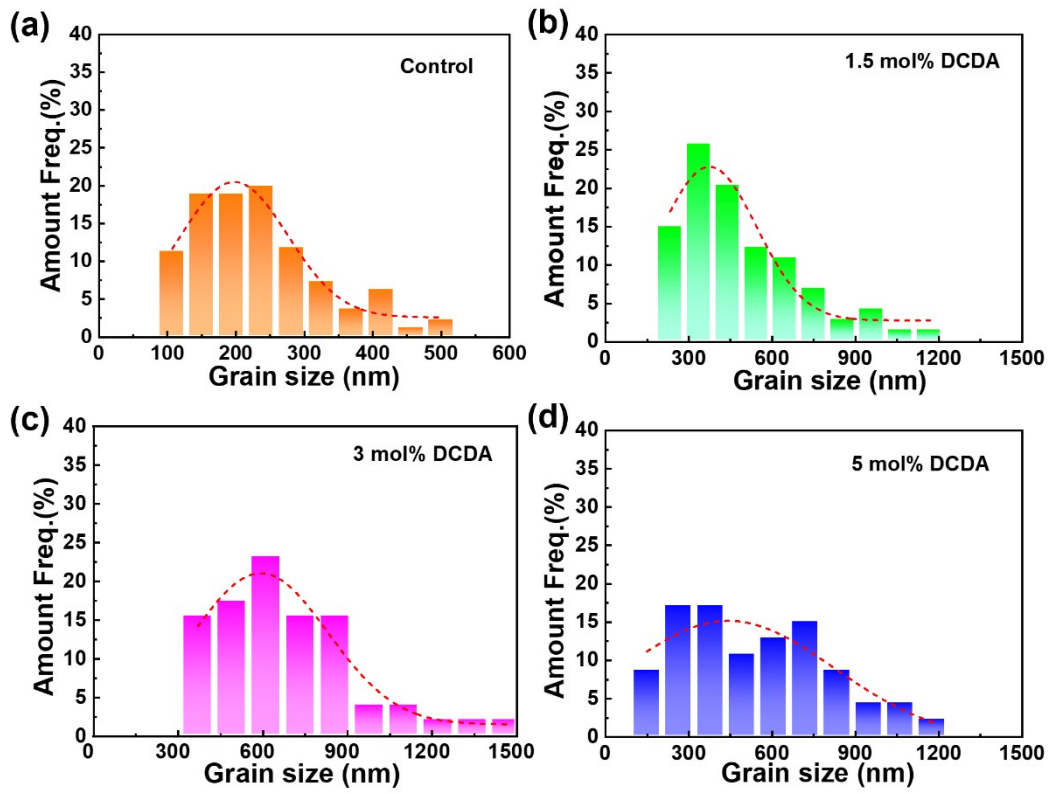 (a)
Control
Amount Freq.(%)
40
35
30
25
20
15
10
5
0
0 100 200 300 400 500 600
Grain size (nm)
(b)
1.5 mol% DCDA
Amount Freq.(%)
40
35
30
25
20
15
10
5
0
0 300 600 900 1200 1500
Grain size (nm)
(c)
3 mol% DCDA
Amount Freq.(%)
40
35
30
25
20
15
10
5
0
0 300 600 900 1200 1500
Grain size (nm)
(d)
5 mol% DCDA
Amount Freq.(%)
40
35
30
25
20
15
10
5
0
0 300 600 900 1200 1500
Grain size (nm)